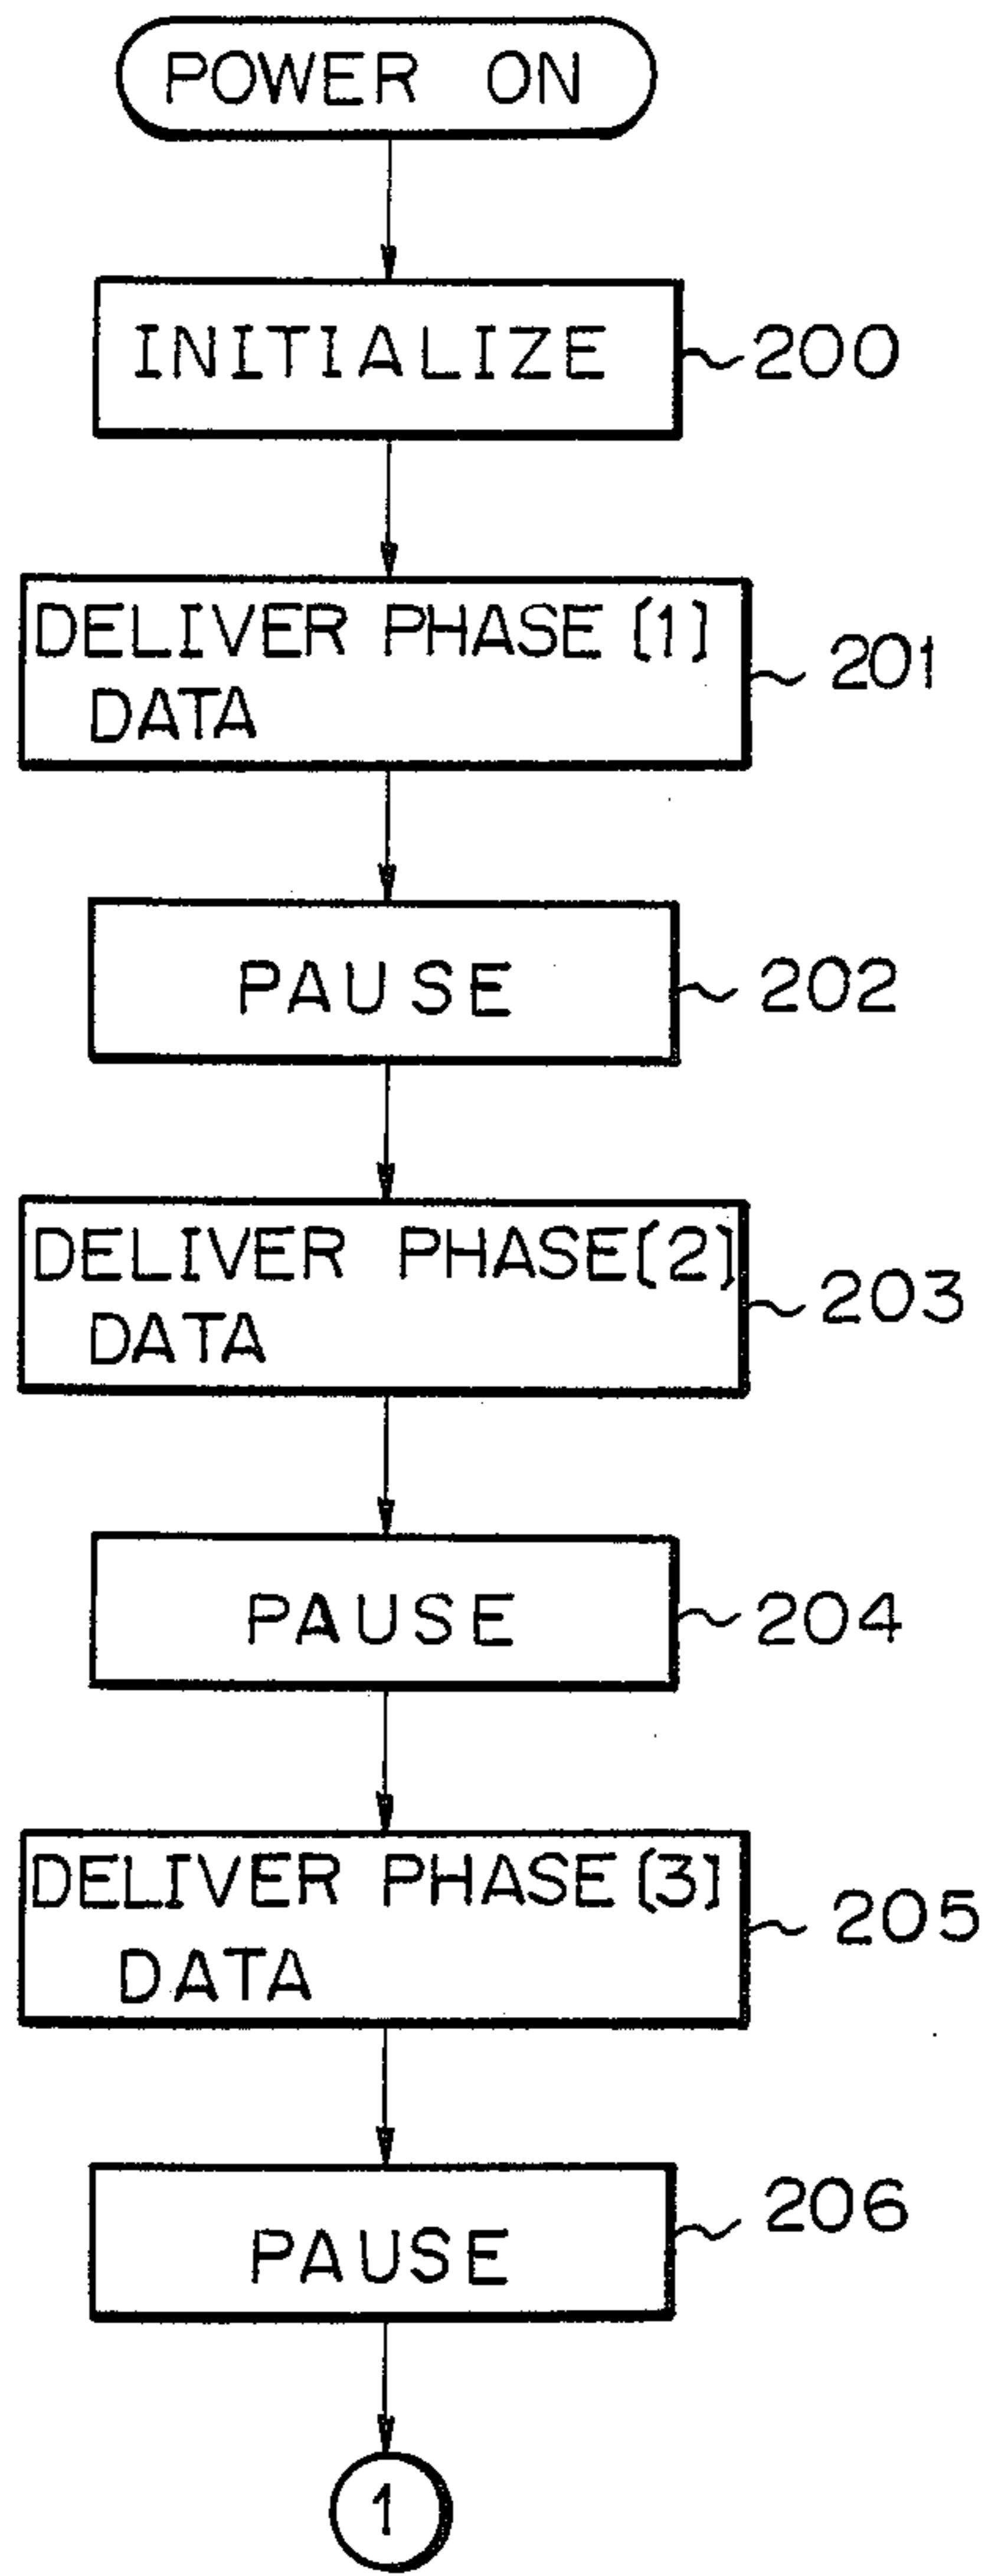 POWER ON
INITIALIZE
200
DELIVER PHASE (1)
DATA
201
PAUSE
202
DELIVER PHASE (2)
DATA
203
PAUSE
204
DELIVER PHASE (3)
DATA
205
PAUSE
206
1